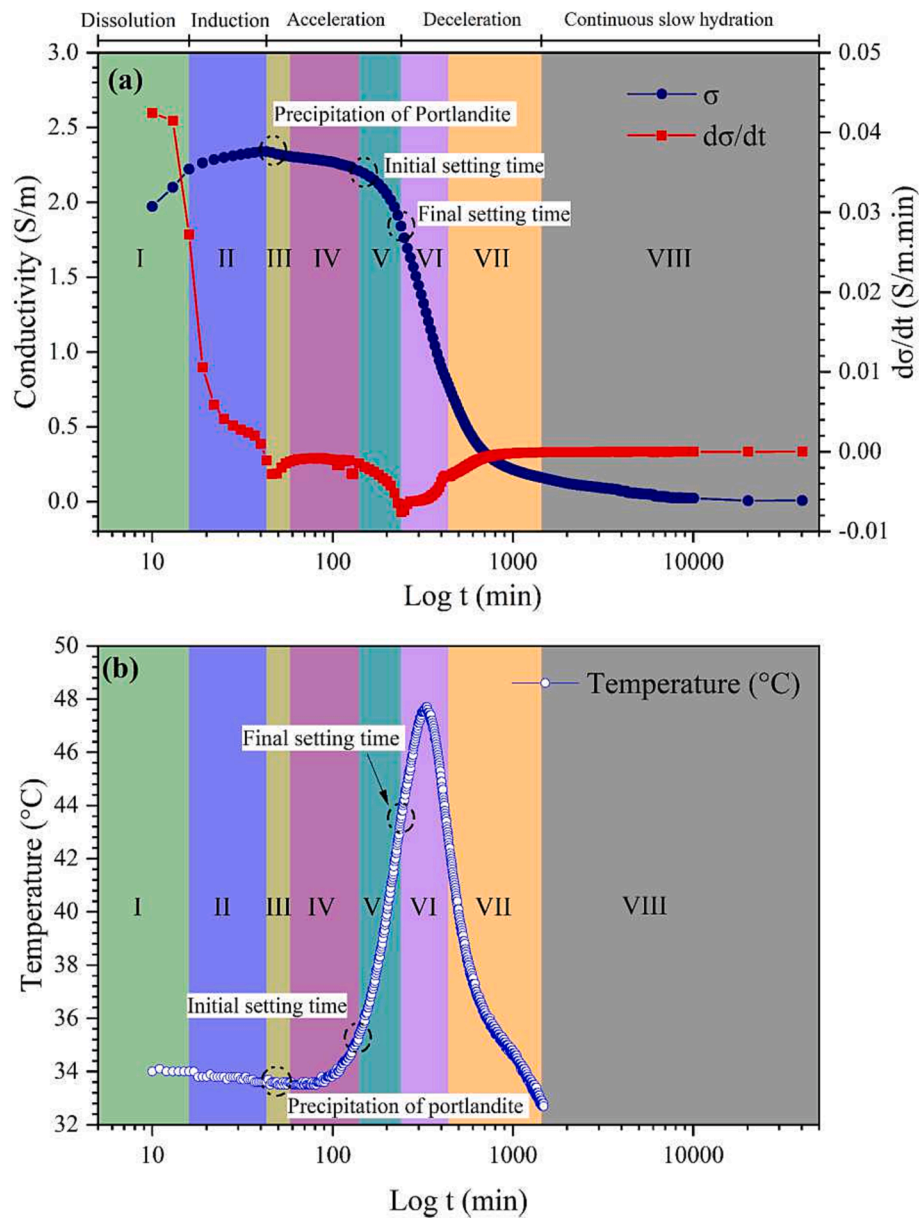 Dissolution Induction Acceleration Deceleration Continuous slow hydration
(a)
σ
dσ/dt
Precipitation of Portlandite
Initial setting time
Final setting time
I II III IV V VI VII VIII
3.0
2.5
2.0
1.5
1.0
0.5
0.0
Conductivity (S/m)
0.05
0.04
0.03
0.02
0.01
0.00
-0.01
dσ/dt (S/m.min)
10 100 1000 10000
Log t (min)
(b)
Temperature (°C)
Final setting time
I II III IV V VI VII VIII
Initial setting time
Precipitation of portlandite
50
48
46
44
42
40
38
36
34
32
Temperature (°C)
10 100 1000 10000
Log t (min)